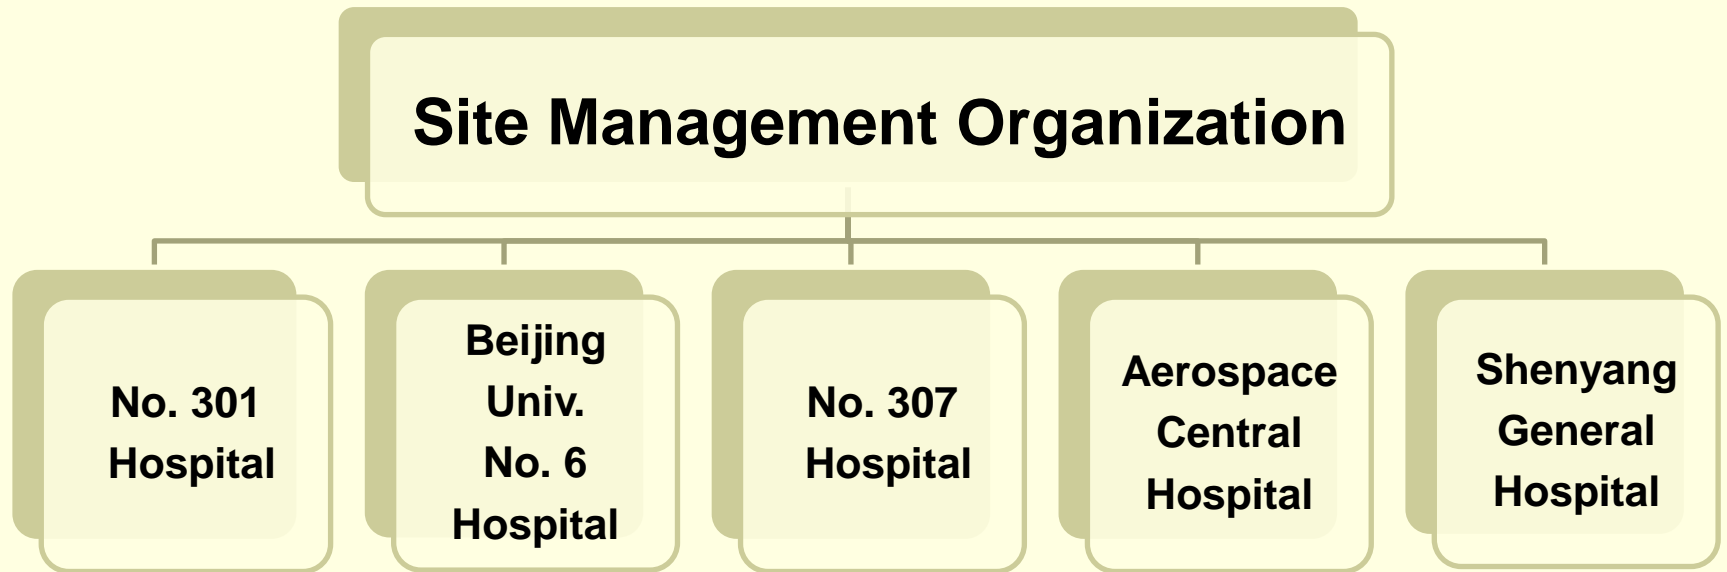 Site Management Organization
No. 301
Hospital
Beijing
Univ.
No. 6
Hospital
No. 307
Hospital
Aerospace
Central
Hospital
Shenyang
General
Hospital